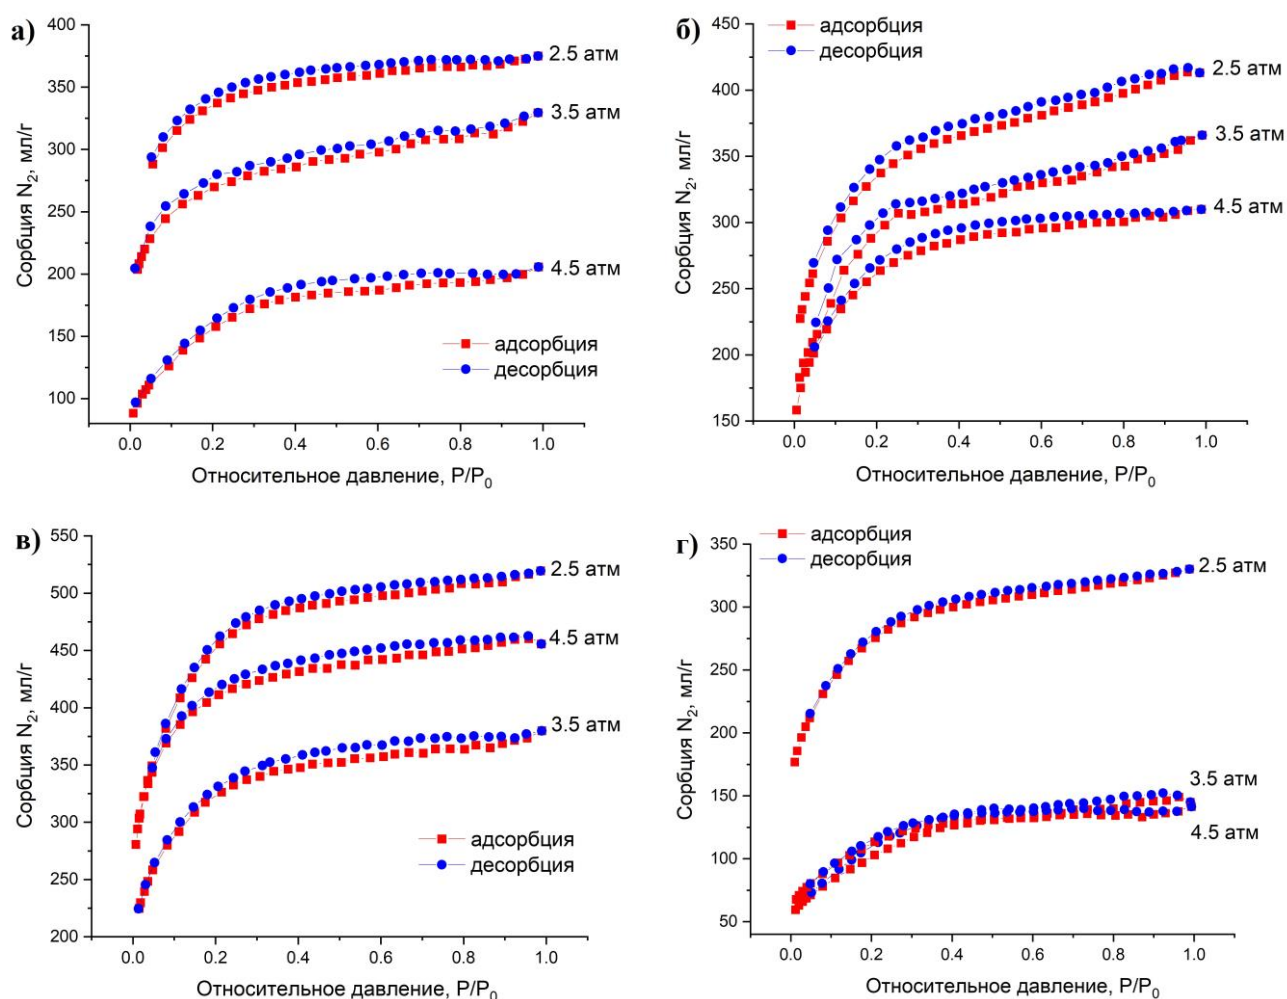 а)
400
350
300
250
200
150
100
Сорбция N₂, мл/г
2.5 атм
3.5 атм
4.5 атм
адсорбция
десорбция
0.0 0.2 0.4 0.6 0.8 1.0
Относительное давление, P/P₀
б)
адсорбция
десорбция
450
400
350
300
250
200
150
Сорбция N₂, мл/г
2.5 атм
3.5 атм
4.5 атм
0.0 0.2 0.4 0.6 0.8 1.0
Относительное давление, P/P₀
в)
550
500
450
400
350
300
250
200
Сорбция N₂, мл/г
2.5 атм
4.5 атм
3.5 атм
адсорбция
десорбция
0.0 0.2 0.4 0.6 0.8 1.0
Относительное давление, P/P₀
г)
адсорбция
десорбция
350
300
250
200
150
100
50
Сорбция N₂, мл/г
2.5 атм
3.5 атм
4.5 атм
0.0 0.2 0.4 0.6 0.8 1.0
Относительное давление, P/P₀